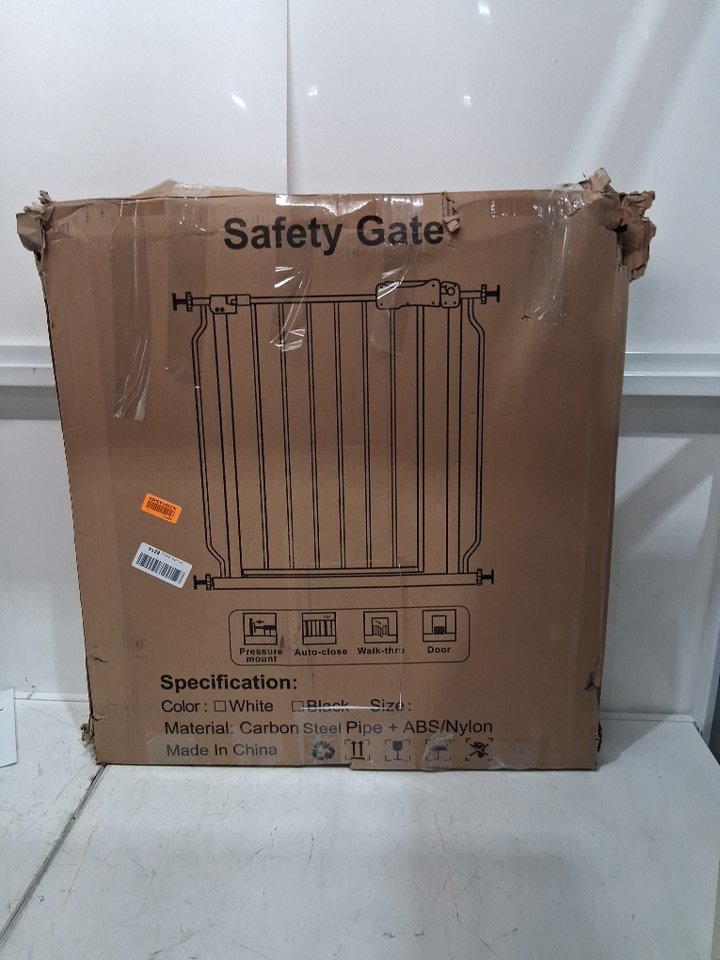 Safety Gate
Pressure mount
Auto-close
Walk-thru
Door
Specification:
Color : □ White □ Black Size :
Material: Carbon Steel Pipe + ABS/Nylon
Made In China